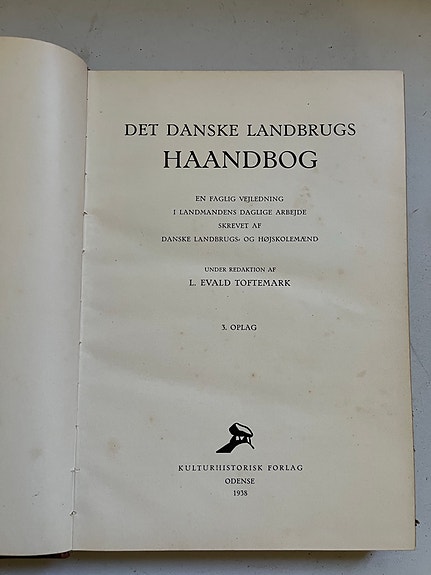 DET DANSKE LANDBRUGS
HAANDBOG
EN FAGLIG VEJLEDNING
I LANDMANDENS DAGLIGE ARBEJDE
SKREVET AF
DANSKE LANDBRUGS- OG HØJSKOLEMÆND
UNDER REDAKTION AF
L. EVALD TOFTEMARK
3. OPLAG
KULTURHISTORISK FORLAG
ODENSE
1938